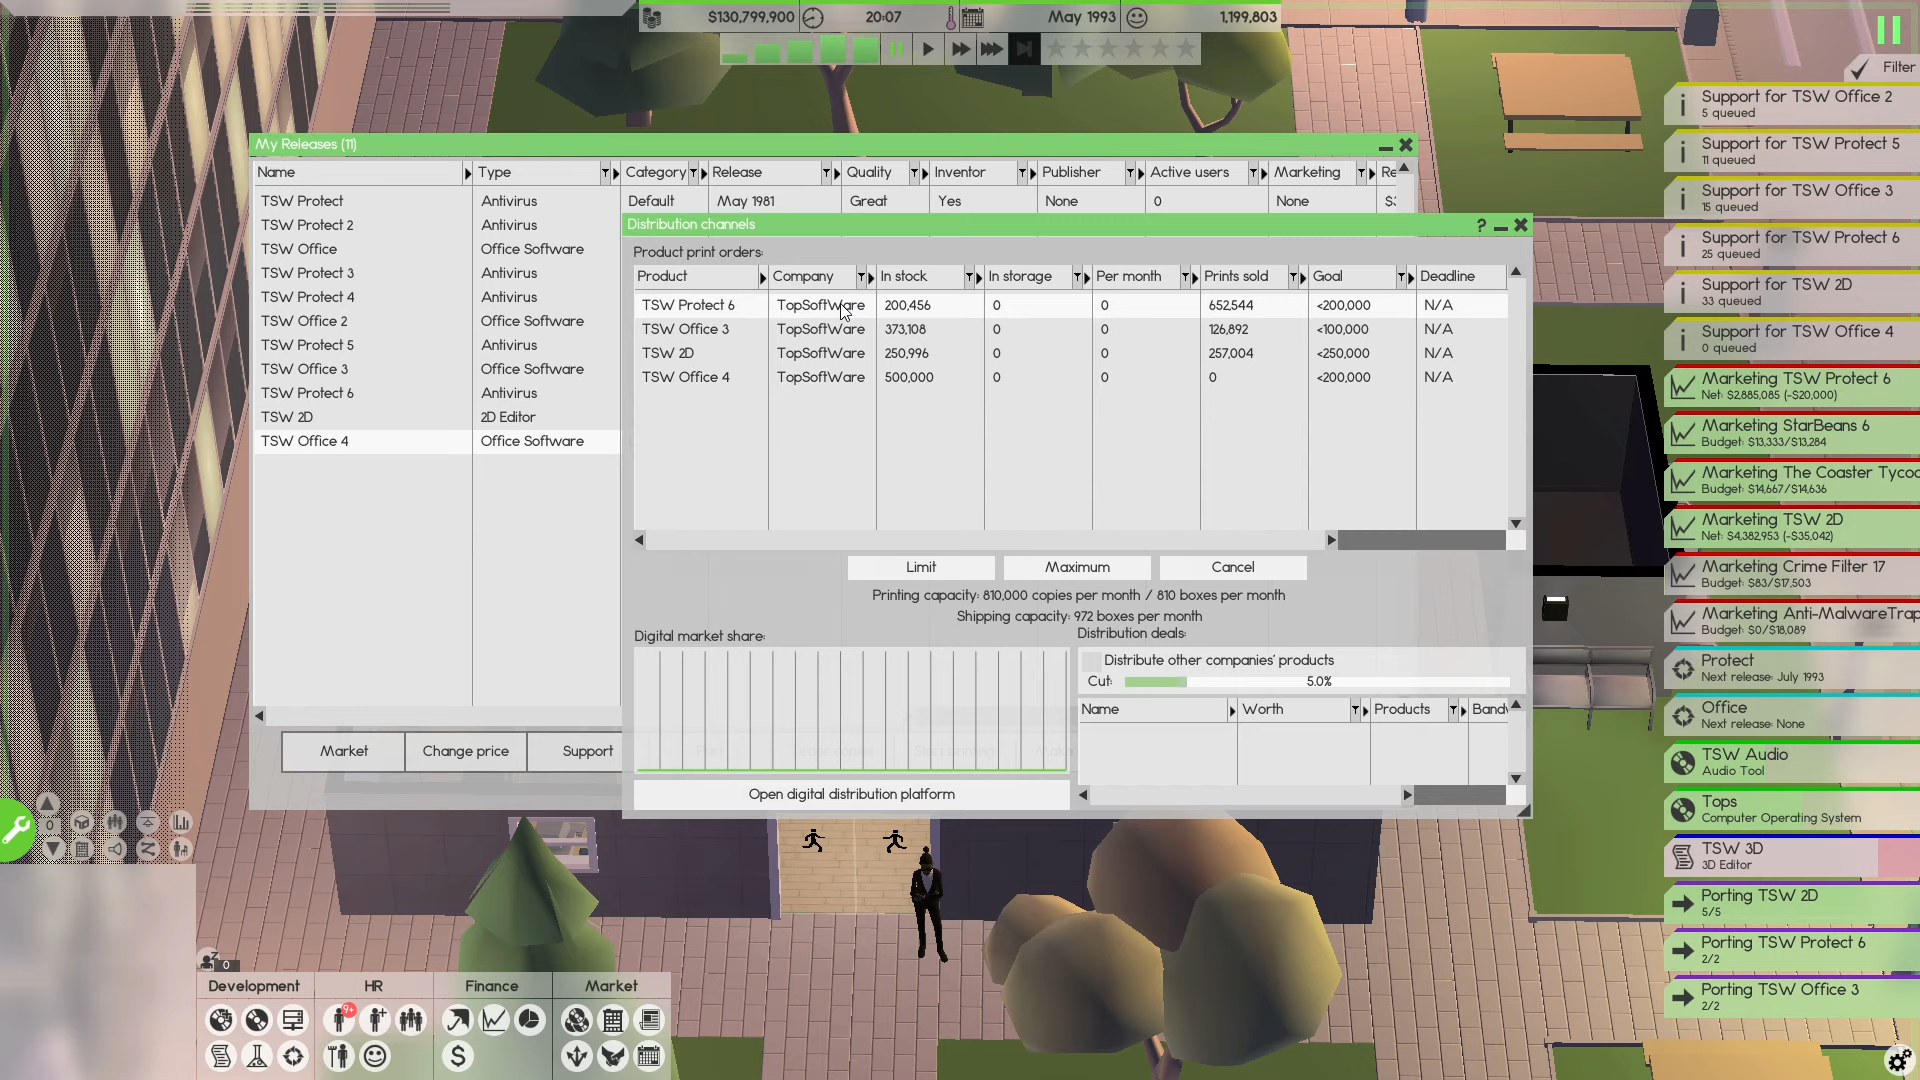 $130,799,900
20:07
May 1993
1,199,803
Filter
Support for TSW Office 2
5 queued
Support for TSW Protect 5
11 queued
Support for TSW Office 3
15 queued
Support for TSW Protect 6
25 queued
Support for TSW 2D
33 queued
Support for TSW Office 4
0 queued
Marketing TSW Protect 6
Net: $2,885,085 (-$20,000)
Marketing StarBeans 6
Budget: $13,333/$13,284
Marketing The Coaster Tycoo
Budget: $14,667/$14,636
Marketing TSW 2D
Net: $4,382,953 (-$35,042)
Marketing Crime Filter 17
Budget: $83/$17,503
Marketing Anti-MalwareTrap
Budget: $0/$18,089
Protect
Next release: July 1993
Office
Next release: None
TSW Audio
Audio Tool
Tops
Computer Operating System
TSW 3D
3D Editor
Porting TSW 2D
5/5
Porting TSW Protect 6
2/2
Porting TSW Office 3
2/2
My Releases (11)
Name Type Category Release Quality Inventor Publisher Active users Marketing Re
TSW Protect Antivirus Default May 1981 Great Yes None 0 None
TSW Protect 2 Antivirus
TSW Office Office Software
TSW Protect 3 Antivirus
TSW Protect 4 Antivirus
TSW Office 2 Office Software
TSW Protect 5 Antivirus
TSW Office 3 Office Software
TSW Protect 6 Antivirus
TSW 2D 2D Editor
TSW Office 4 Office Software
Market Change price Support
Distribution channels
?
Product print orders:
Product Company In stock In storage Per month Prints sold Goal Deadline
TSW Protect 6 TopSoftWare 200,456 0 0 652,544 <200,000 N/A
TSW Office 3 TopSoftWare 373,108 0 0 126,892 <100,000 N/A
TSW 2D TopSoftWare 250,996 0 0 257,004 <250,000 N/A
TSW Office 4 TopSoftWare 500,000 0 0 0 <200,000 N/A
Limit Maximum Cancel
Printing capacity: 810,000 copies per month / 810 boxes per month
Shipping capacity: 972 boxes per month
Digital market share:
Distribution deals:
Distribute other companies' products
Cut: 5.0%
Name Worth Products Bandw
Open digital distribution platform
0
0
Development HR Finance Market
9+
$